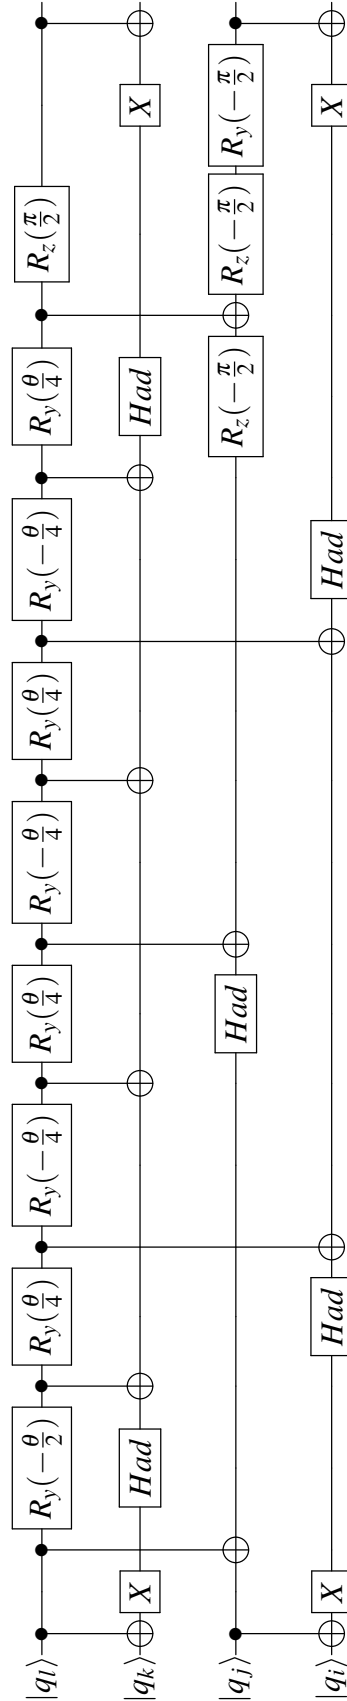 |q_l⟩ R_y(−θ/2) R_y(θ/4) R_y(−θ/4) R_y(θ/4) R_y(−θ/4) R_y(θ/4) R_y(−θ/4) R_y(θ/4) R_z(π/2)
|q_k⟩ X Had Had X
|q_j⟩ Had R_z(−π/2) R_z(−π/2) R_y(−π/2)
|q_i⟩ X Had Had X